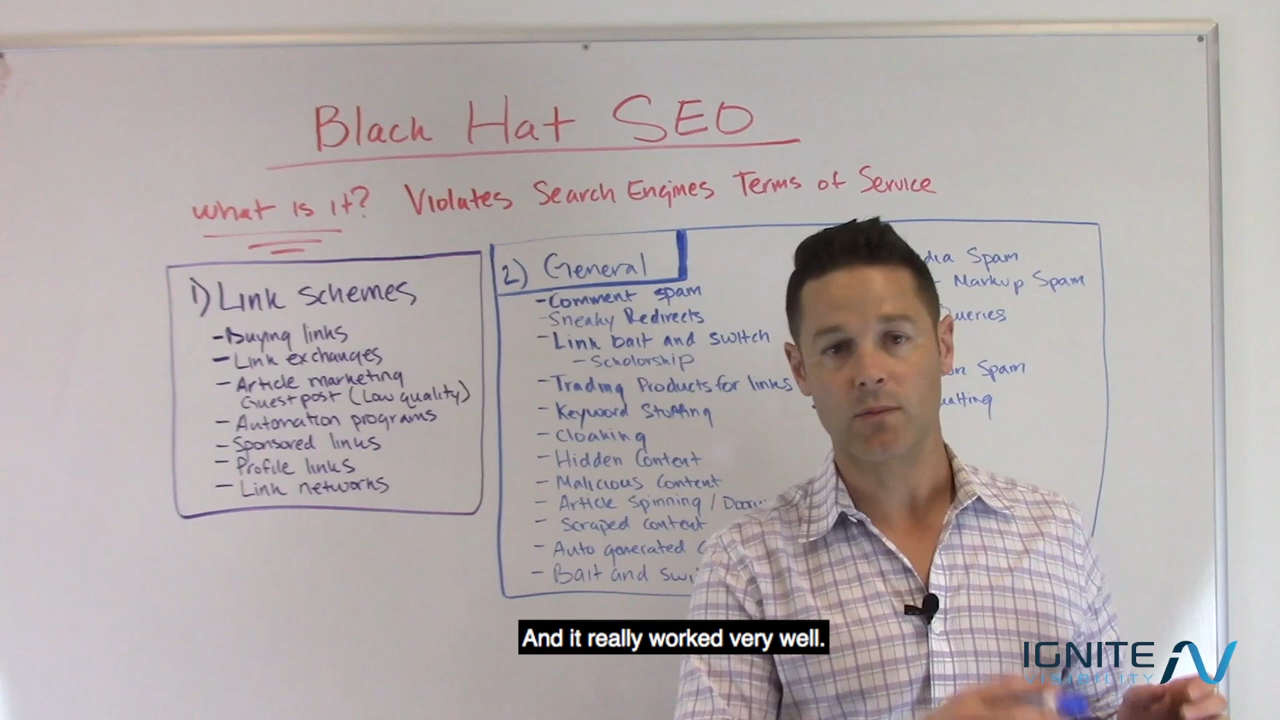 Black Hat SEO
What is it? Violates Search Engines Terms of Service
1) Link Schemes
- Buying links
- Link exchanges
- Article marketing
Guest post (Low quality)
- Automation programs
- Sponsored links
- Profile links
- Link networks
2) General
- Comment spam
- Sneaky Redirects
- Link bait and switch
- Scholorship
- Trading Products for links
- Keyword Stuffing
- Cloaking
- Hidden Content
- Malicious Content
- Article Spinning /
- Scraped content
- Auto generated
- Bait and
Spam
Markup Spam
Queries
Spam
And it really worked very well.
IGNITE
VISIBILITY